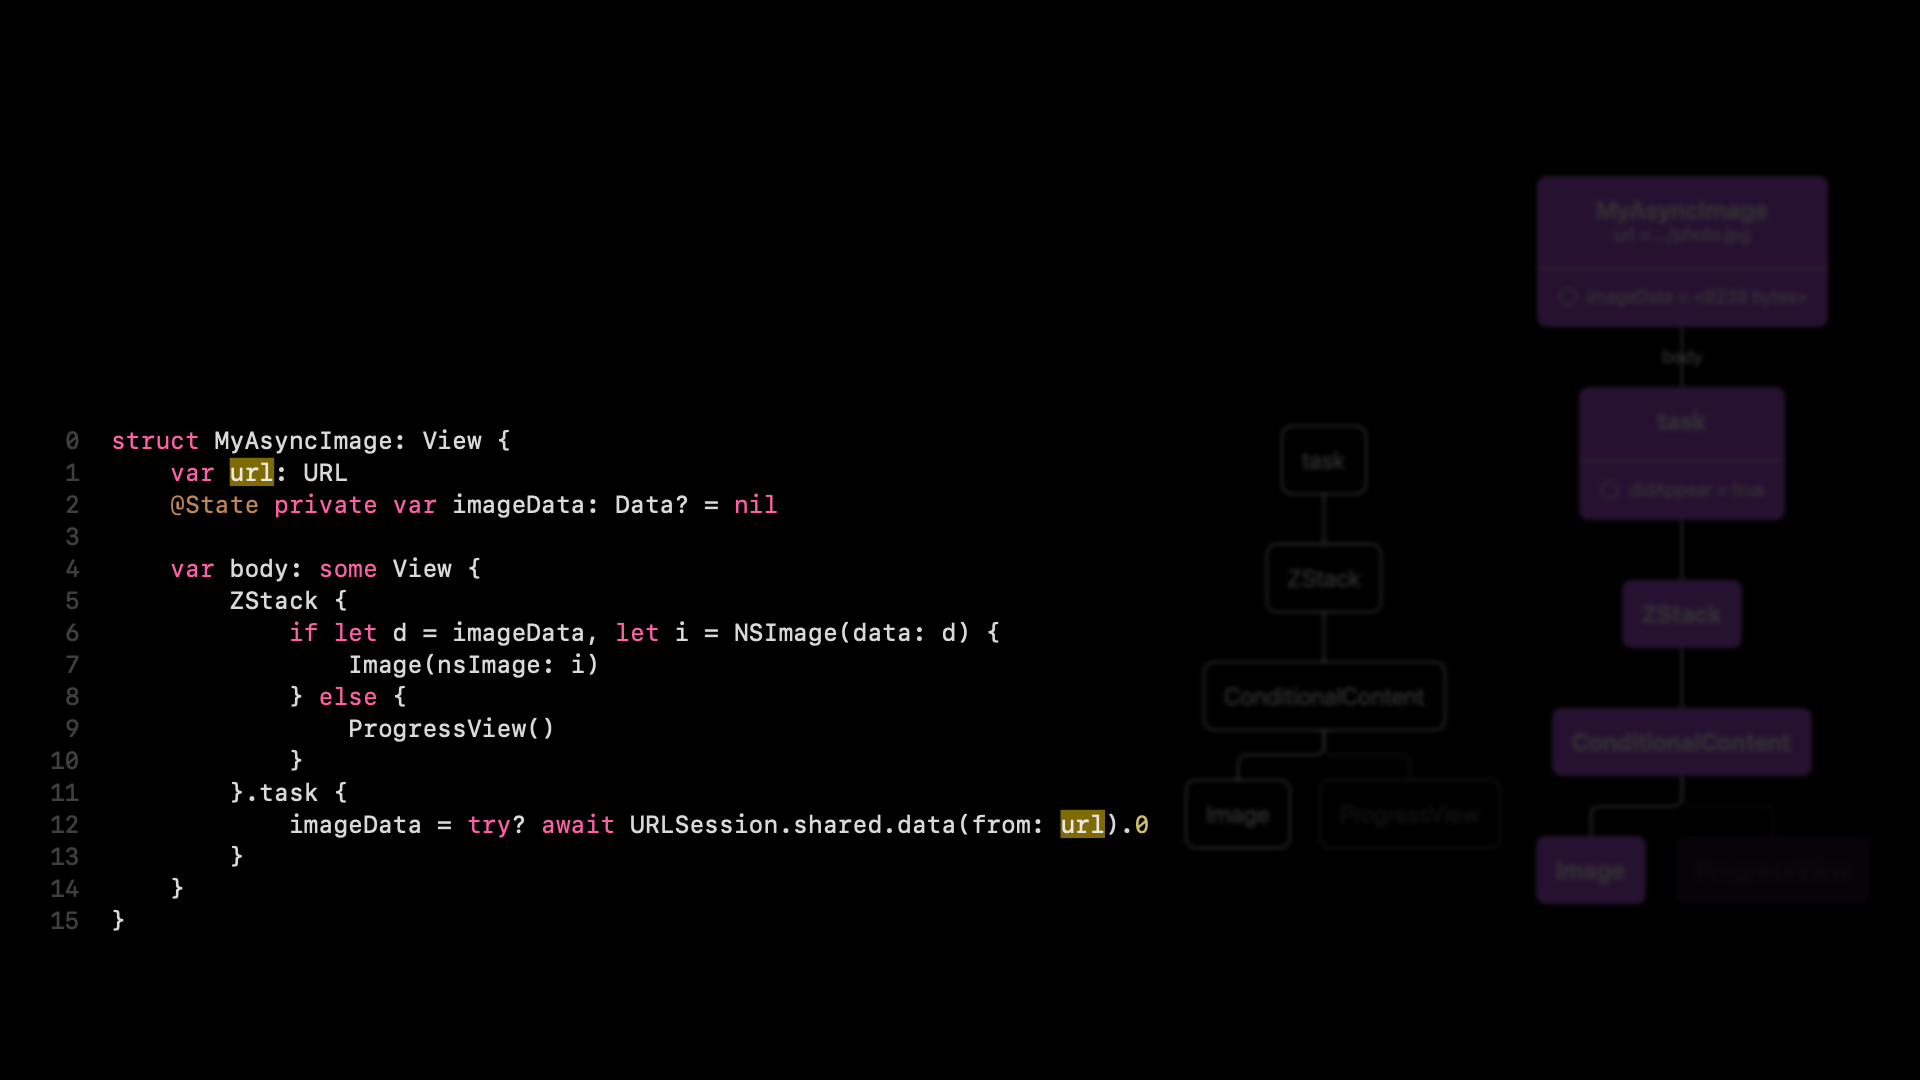 0 struct MyAsyncImage: View {
1 var url: URL
2 @State private var imageData: Data? = nil
3
4 var body: some View {
5 ZStack {
6 if let d = imageData, let i = NSImage(data: d) {
7 Image(nsImage: i)
8 } else {
9 ProgressView()
10 }
11 }.task {
12 imageData = try? await URLSession.shared.data(from: url).0
13 }
14 }
15 }
task
ZStack
ConditionalContent
Image ProgressView
MyAsyncImage
url = .../photo.jpg
imageData = <8239 bytes>
body
task
didAppear = true
ZStack
ConditionalContent
Image ProgressView